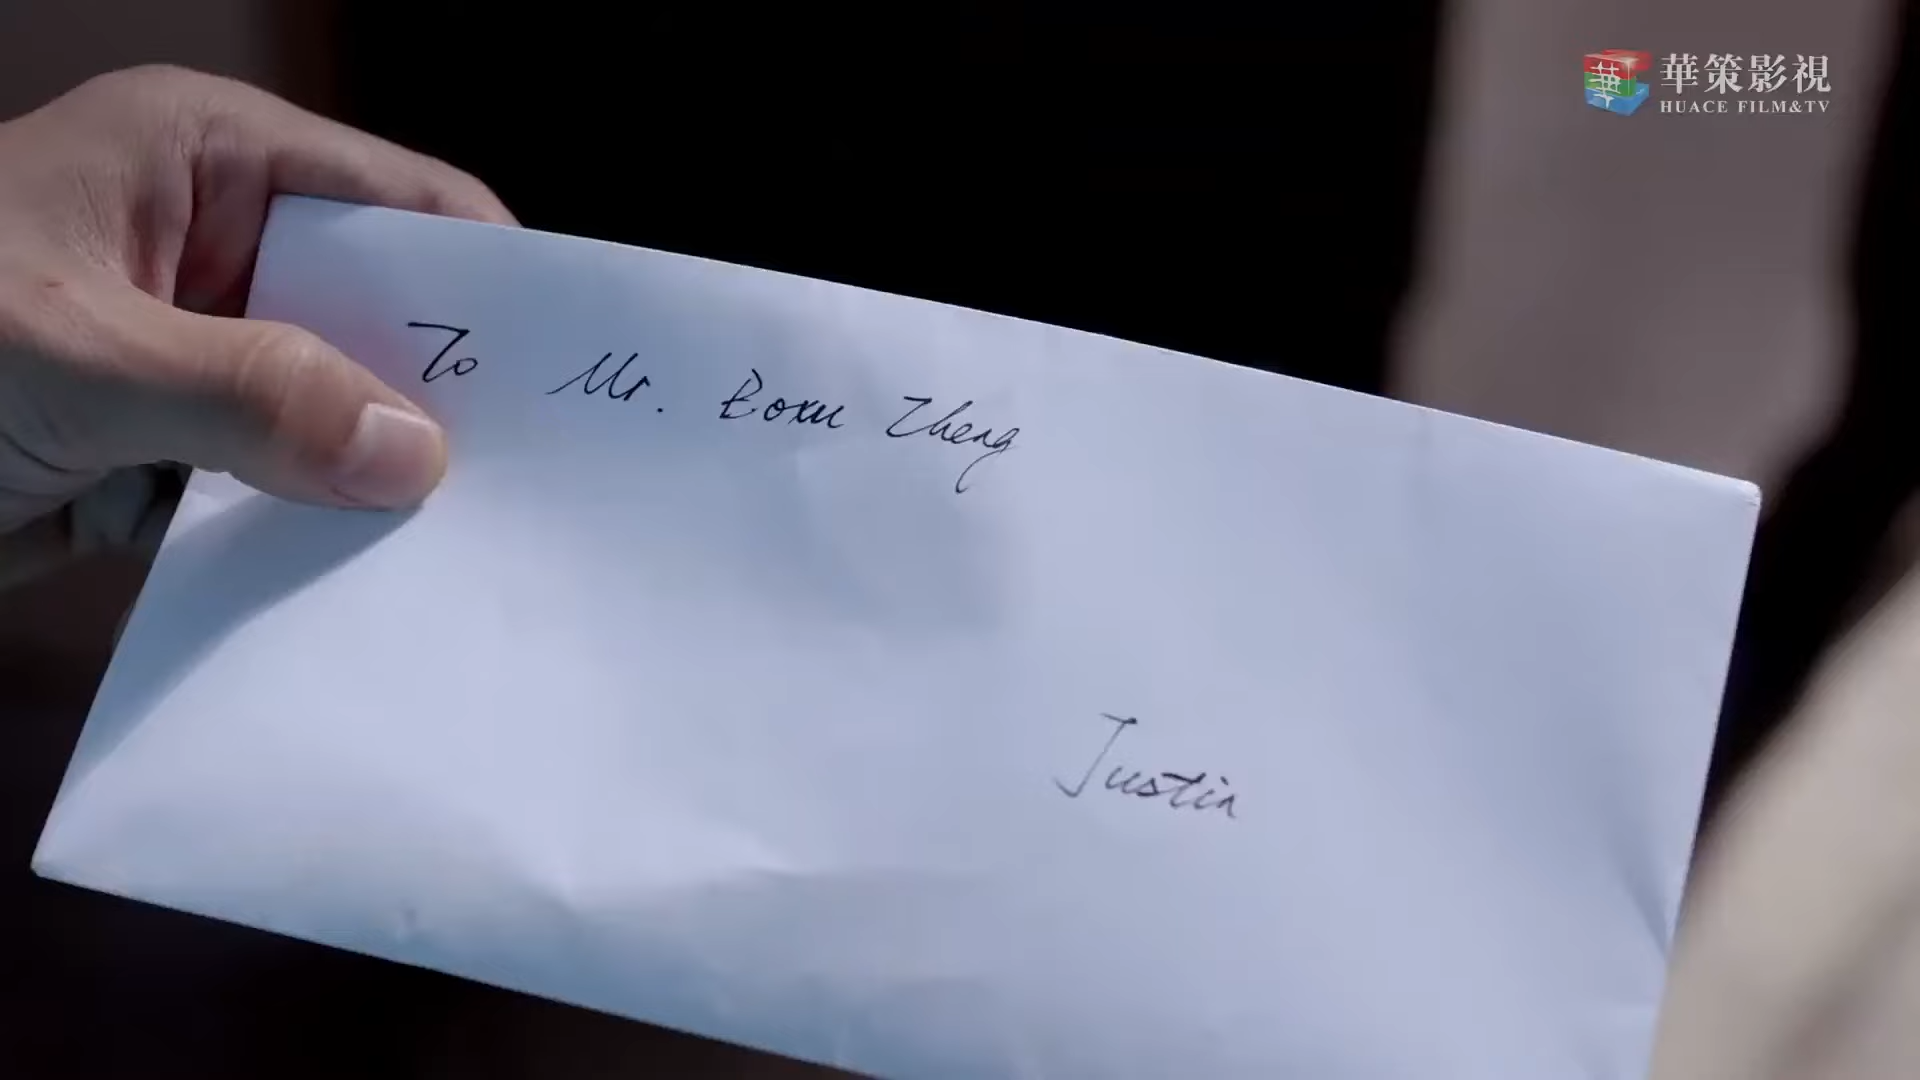 華策影視
HUACE FILM&TV
To Mr. Boxu Zheng
Justin